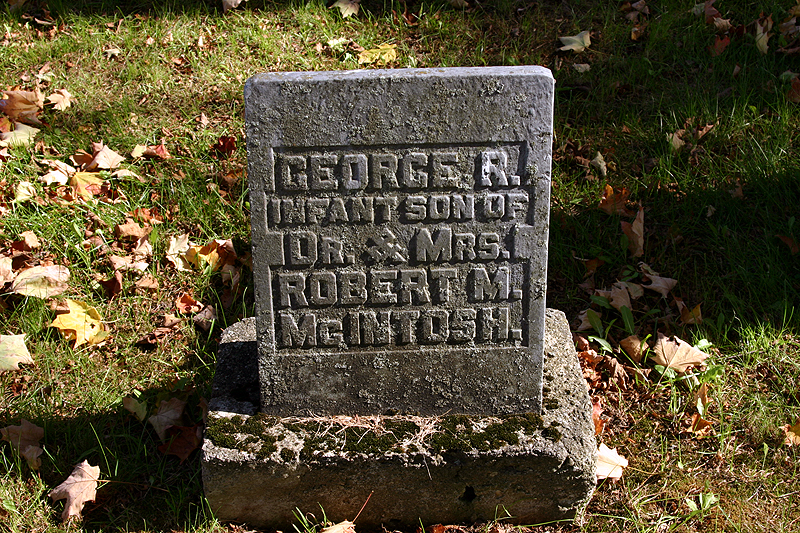 GEORGE R.
INFANT SON OF
DR. & MRS.
ROBERT M.
MCINTOSH.